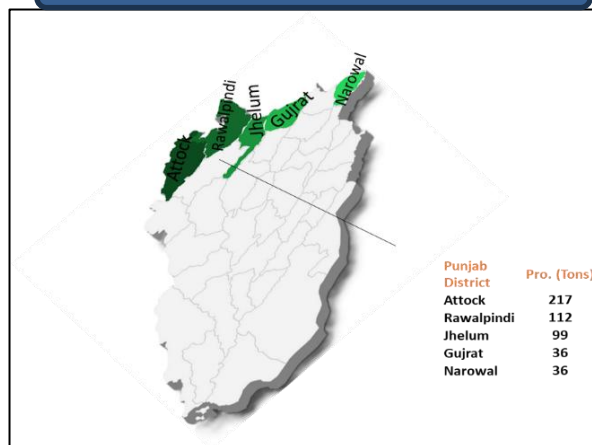 Attock
Rawalpindi
Jhelum
Gujrat
Narowal
Punjab District Pro. (Tons)
Attock 217
Rawalpindi 112
Jhelum 99
Gujrat 36
Narowal 36